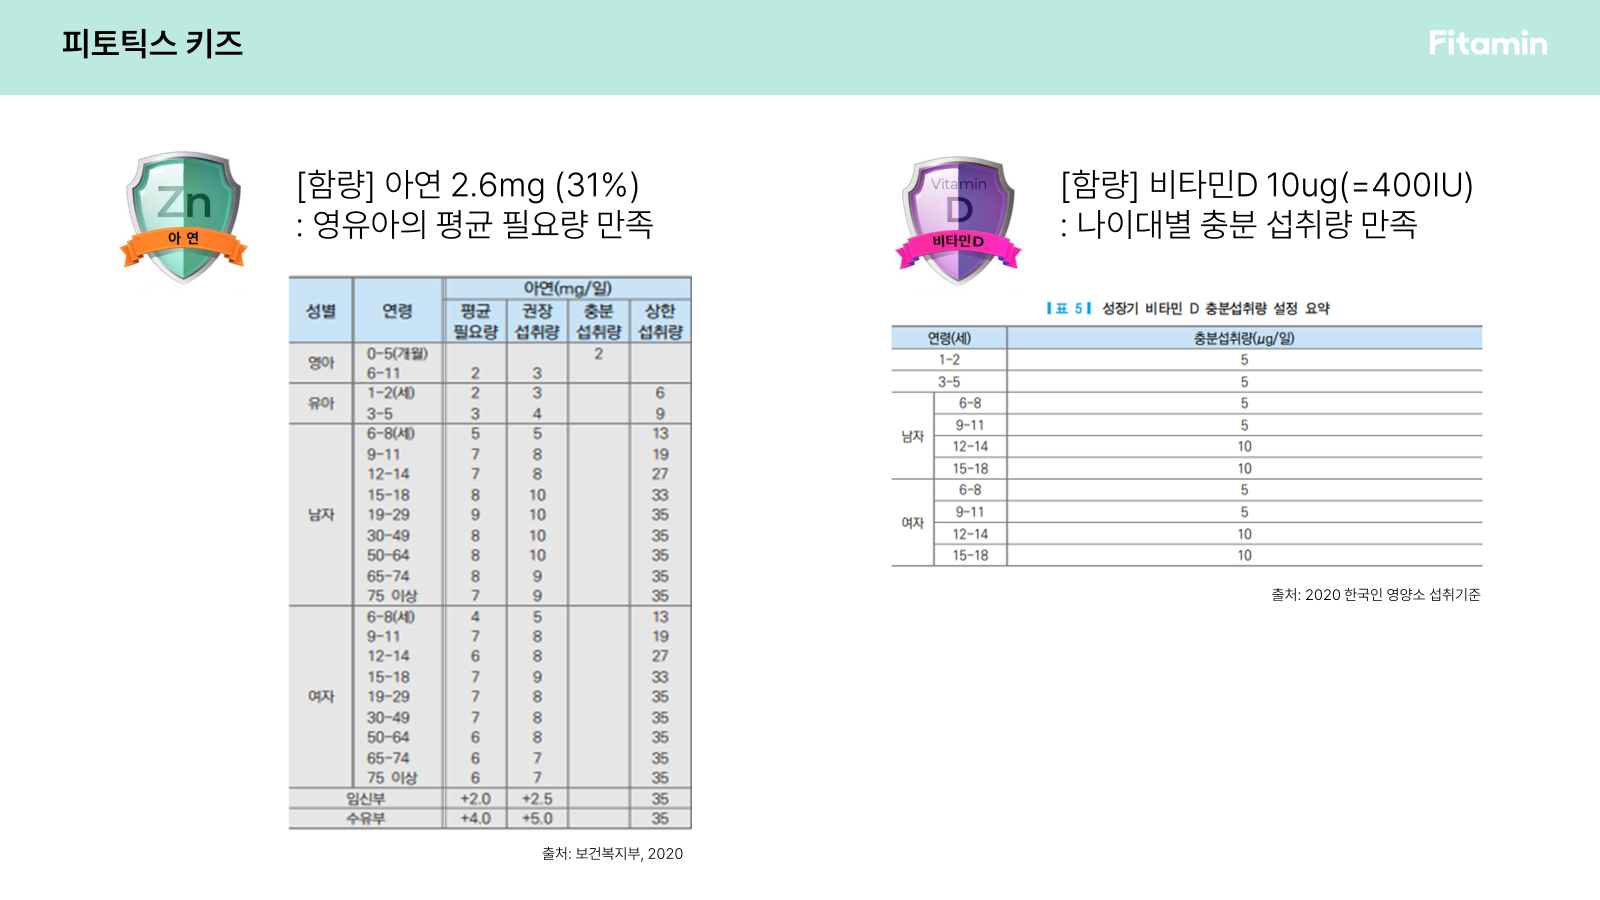 피토틱스 키즈
Fitamin
Zn
아 연
[함량] 아연 2.6mg (31%)
: 영유아의 평균 필요량 만족
성별 연령 아연(mg/일)
평균 필요량 권장 섭취량 충분 섭취량 상한 섭취량
영아 0-5(개월) 2
6-11 2 3
유아 1-2(세) 2 3 6
3-5 3 4 9
남자 6-8(세) 5 5 13
9-11 7 8 19
12-14 7 8 27
15-18 8 10 33
19-29 9 10 35
30-49 8 10 35
50-64 8 10 35
65-74 8 9 35
75 이상 7 9 35
여자 6-8(세) 4 5 13
9-11 7 8 19
12-14 6 8 27
15-18 7 9 33
19-29 7 8 35
30-49 7 8 35
50-64 6 8 35
65-74 6 7 35
75 이상 6 7 35
임신부 +2.0 +2.5 35
수유부 +4.0 +5.0 35
출처: 보건복지부, 2020
Vitamin
D
비타민D
[함량] 비타민D 10ug(=400IU)
: 나이대별 충분 섭취량 만족
표 5 성장기 비타민 D 충분섭취량 설정 요약
연령(세) 충분섭취량(μg/일)
1-2 5
3-5 5
남자 6-8 5
9-11 5
12-14 10
15-18 10
여자 6-8 5
9-11 5
12-14 10
15-18 10
출처: 2020 한국인 영양소 섭취기준